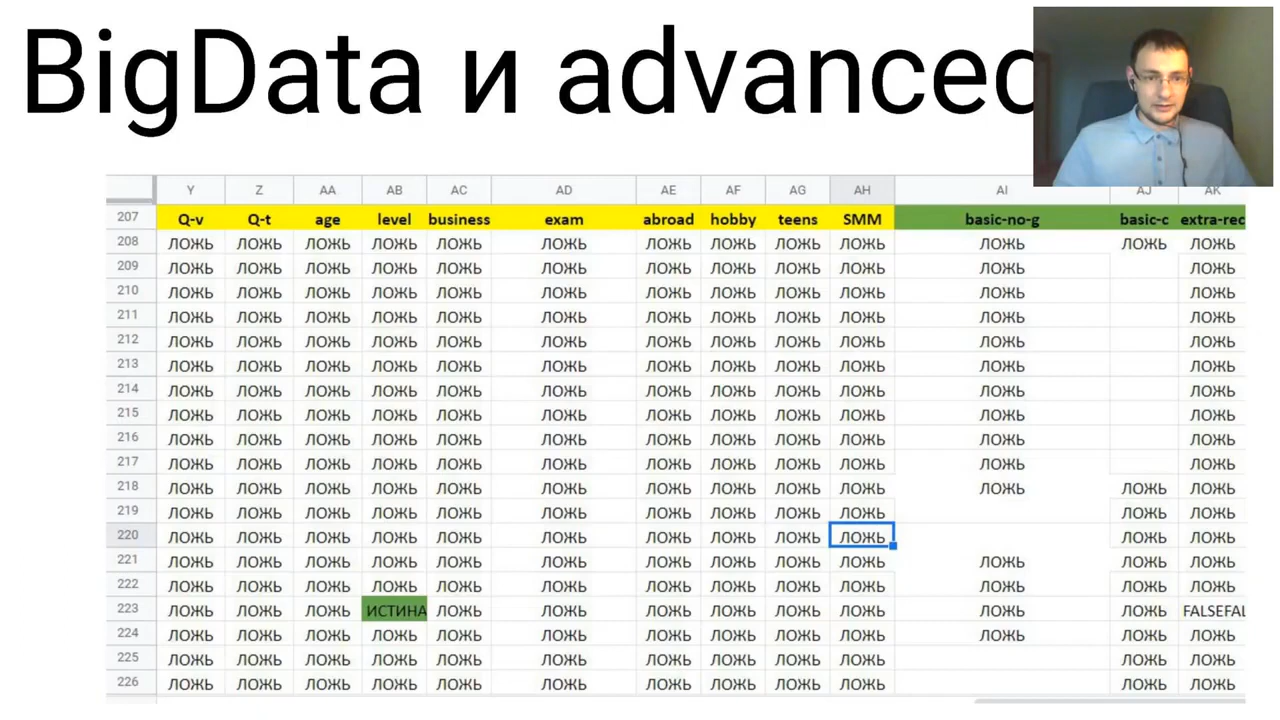 BigData и advanced
Y Z AA AB AC AD AE AF AG AH AI AJ AK
207 Q-v Q-t age level business exam abroad hobby teens SMM basic-no-g basic-c extra-rec
208 ЛОЖЬ ЛОЖЬ ЛОЖЬ ЛОЖЬ ЛОЖЬ ЛОЖЬ ЛОЖЬ ЛОЖЬ ЛОЖЬ ЛОЖЬ ЛОЖЬ ЛОЖЬ ЛОЖЬ
209 ЛОЖЬ ЛОЖЬ ЛОЖЬ ЛОЖЬ ЛОЖЬ ЛОЖЬ ЛОЖЬ ЛОЖЬ ЛОЖЬ ЛОЖЬ ЛОЖЬ ЛОЖЬ
210 ЛОЖЬ ЛОЖЬ ЛОЖЬ ЛОЖЬ ЛОЖЬ ЛОЖЬ ЛОЖЬ ЛОЖЬ ЛОЖЬ ЛОЖЬ ЛОЖЬ ЛОЖЬ
211 ЛОЖЬ ЛОЖЬ ЛОЖЬ ЛОЖЬ ЛОЖЬ ЛОЖЬ ЛОЖЬ ЛОЖЬ ЛОЖЬ ЛОЖЬ ЛОЖЬ ЛОЖЬ
212 ЛОЖЬ ЛОЖЬ ЛОЖЬ ЛОЖЬ ЛОЖЬ ЛОЖЬ ЛОЖЬ ЛОЖЬ ЛОЖЬ ЛОЖЬ ЛОЖЬ ЛОЖЬ
213 ЛОЖЬ ЛОЖЬ ЛОЖЬ ЛОЖЬ ЛОЖЬ ЛОЖЬ ЛОЖЬ ЛОЖЬ ЛОЖЬ ЛОЖЬ ЛОЖЬ ЛОЖЬ
214 ЛОЖЬ ЛОЖЬ ЛОЖЬ ЛОЖЬ ЛОЖЬ ЛОЖЬ ЛОЖЬ ЛОЖЬ ЛОЖЬ ЛОЖЬ ЛОЖЬ ЛОЖЬ
215 ЛОЖЬ ЛОЖЬ ЛОЖЬ ЛОЖЬ ЛОЖЬ ЛОЖЬ ЛОЖЬ ЛОЖЬ ЛОЖЬ ЛОЖЬ ЛОЖЬ ЛОЖЬ
216 ЛОЖЬ ЛОЖЬ ЛОЖЬ ЛОЖЬ ЛОЖЬ ЛОЖЬ ЛОЖЬ ЛОЖЬ ЛОЖЬ ЛОЖЬ ЛОЖЬ ЛОЖЬ
217 ЛОЖЬ ЛОЖЬ ЛОЖЬ ЛОЖЬ ЛОЖЬ ЛОЖЬ ЛОЖЬ ЛОЖЬ ЛОЖЬ ЛОЖЬ ЛОЖЬ ЛОЖЬ
218 ЛОЖЬ ЛОЖЬ ЛОЖЬ ЛОЖЬ ЛОЖЬ ЛОЖЬ ЛОЖЬ ЛОЖЬ ЛОЖЬ ЛОЖЬ ЛОЖЬ ЛОЖЬ ЛОЖЬ
219 ЛОЖЬ ЛОЖЬ ЛОЖЬ ЛОЖЬ ЛОЖЬ ЛОЖЬ ЛОЖЬ ЛОЖЬ ЛОЖЬ ЛОЖЬ ЛОЖЬ ЛОЖЬ
220 ЛОЖЬ ЛОЖЬ ЛОЖЬ ЛОЖЬ ЛОЖЬ ЛОЖЬ ЛОЖЬ ЛОЖЬ ЛОЖЬ ЛОЖЬ ЛОЖЬ ЛОЖЬ
221 ЛОЖЬ ЛОЖЬ ЛОЖЬ ЛОЖЬ ЛОЖЬ ЛОЖЬ ЛОЖЬ ЛОЖЬ ЛОЖЬ ЛОЖЬ ЛОЖЬ ЛОЖЬ ЛОЖЬ
222 ЛОЖЬ ЛОЖЬ ЛОЖЬ ЛОЖЬ ЛОЖЬ ЛОЖЬ ЛОЖЬ ЛОЖЬ ЛОЖЬ ЛОЖЬ ЛОЖЬ ЛОЖЬ ЛОЖЬ
223 ЛОЖЬ ЛОЖЬ ЛОЖЬ ИСТИНА ЛОЖЬ ЛОЖЬ ЛОЖЬ ЛОЖЬ ЛОЖЬ ЛОЖЬ ЛОЖЬ ЛОЖЬ FALSEFAL
224 ЛОЖЬ ЛОЖЬ ЛОЖЬ ЛОЖЬ ЛОЖЬ ЛОЖЬ ЛОЖЬ ЛОЖЬ ЛОЖЬ ЛОЖЬ ЛОЖЬ ЛОЖЬ ЛОЖЬ
225 ЛОЖЬ ЛОЖЬ ЛОЖЬ ЛОЖЬ ЛОЖЬ ЛОЖЬ ЛОЖЬ ЛОЖЬ ЛОЖЬ ЛОЖЬ ЛОЖЬ ЛОЖЬ
226 ЛОЖЬ ЛОЖЬ ЛОЖЬ ЛОЖЬ ЛОЖЬ ЛОЖЬ ЛОЖЬ ЛОЖЬ ЛОЖЬ ЛОЖЬ ЛОЖЬ ЛОЖЬ